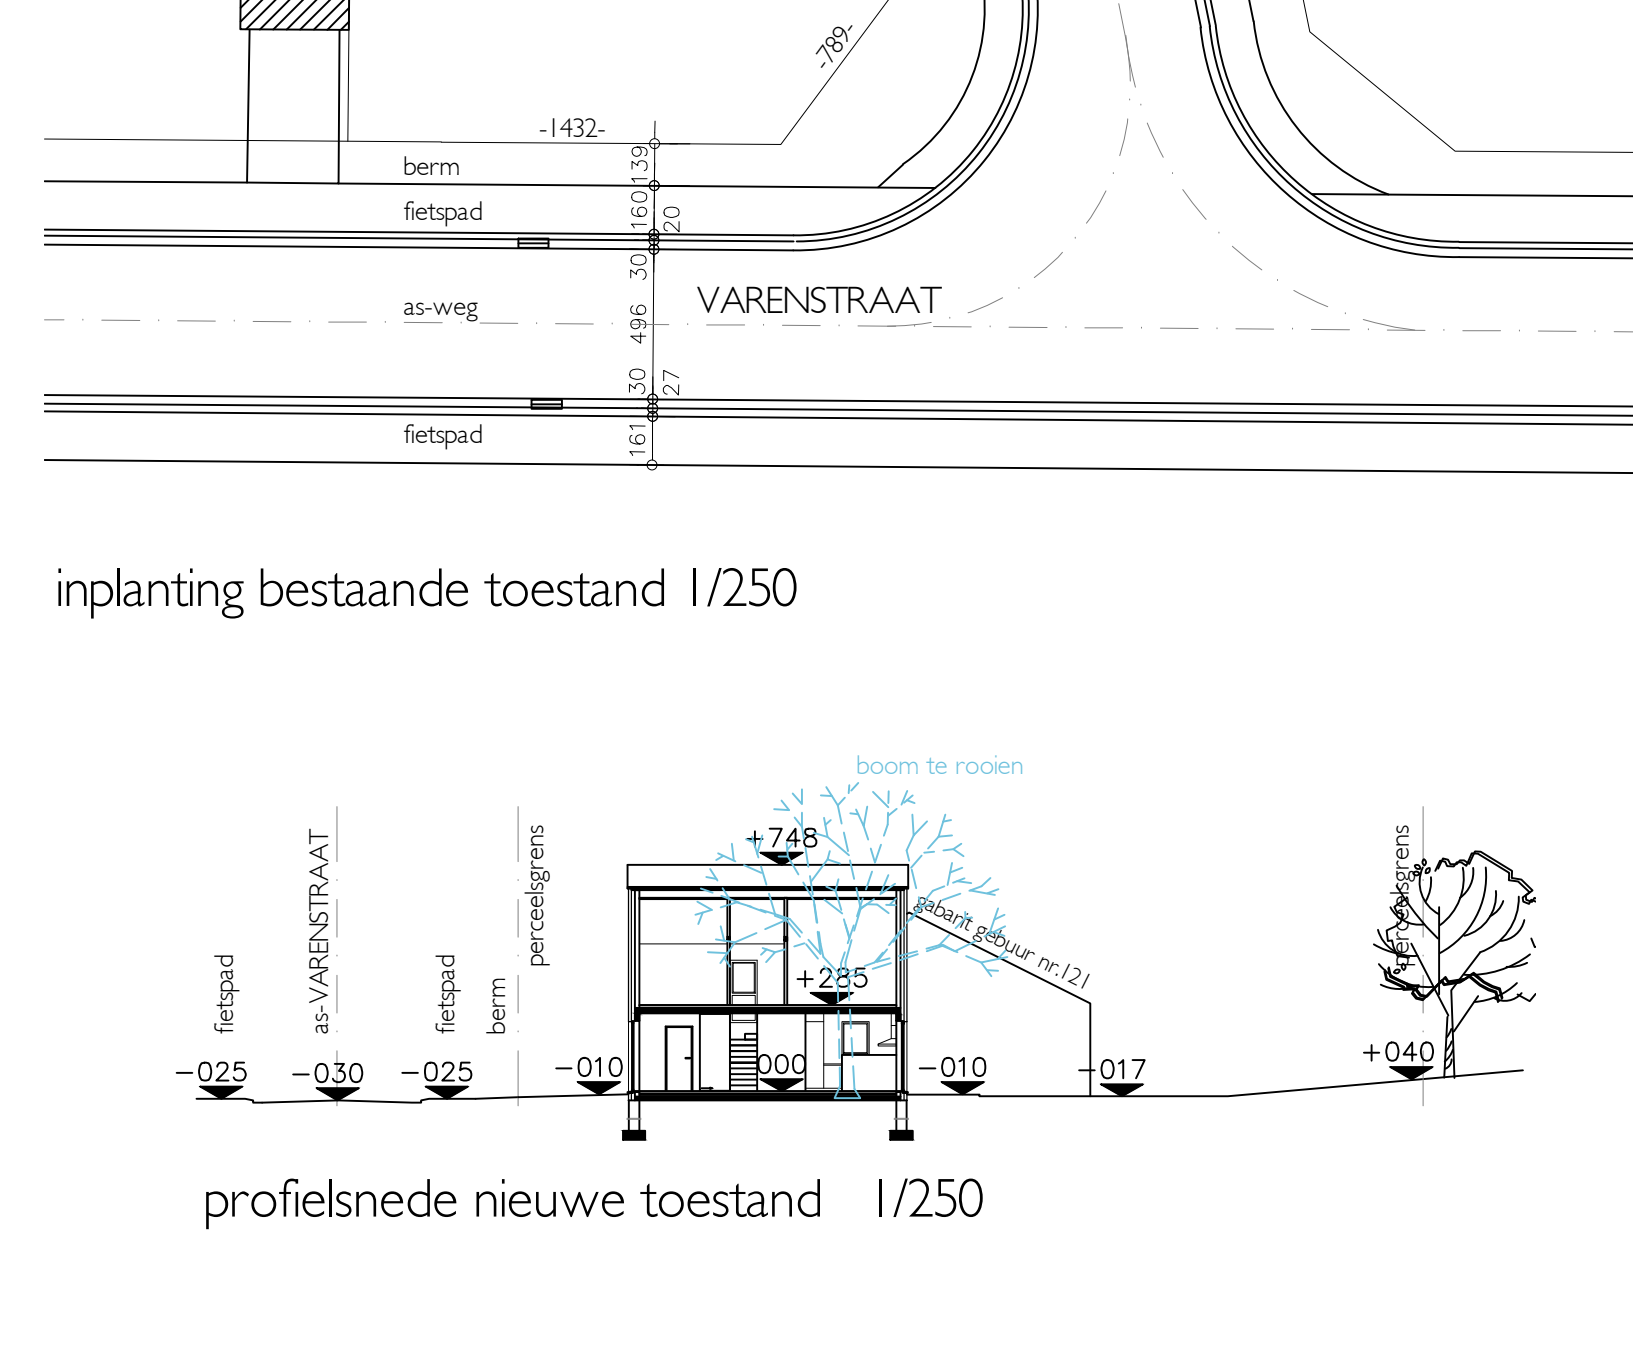 -789-
-1432-
139
berm
160
20
fietspad
30
VARENSTRAAT
as-weg
496
30
27
fietspad
161
inplanting bestaande toestand 1/250
boom te rooien
+748
perceelsgrens
perceelsgrens
as-VARENSTRAAT
gabarit gebuur nr.121
fietspad
fietspad
berm
+285
+040
-025
-030
-025
-010
000
-010
-017
profielsnede nieuwe toestand 1/250